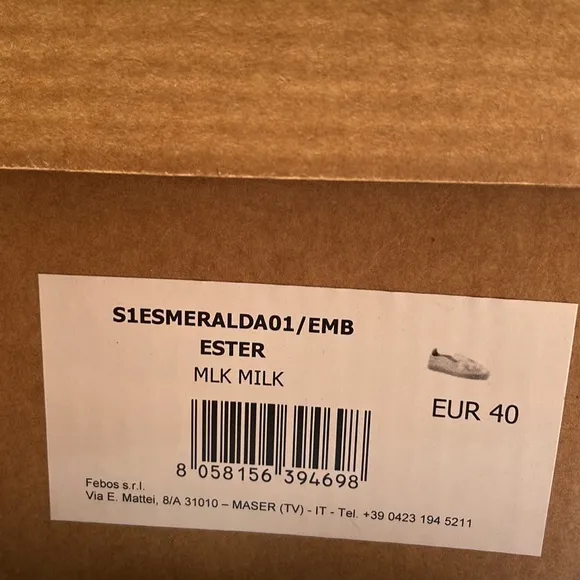 S1ESMERALDA01/EMB
ESTER
MLK MILK
EUR 40
8 058156 394698
Febos s.r.l.
Via E. Mattei, 8/A 31010 – MASER (TV) - IT - Tel. +39 0423 194 5211